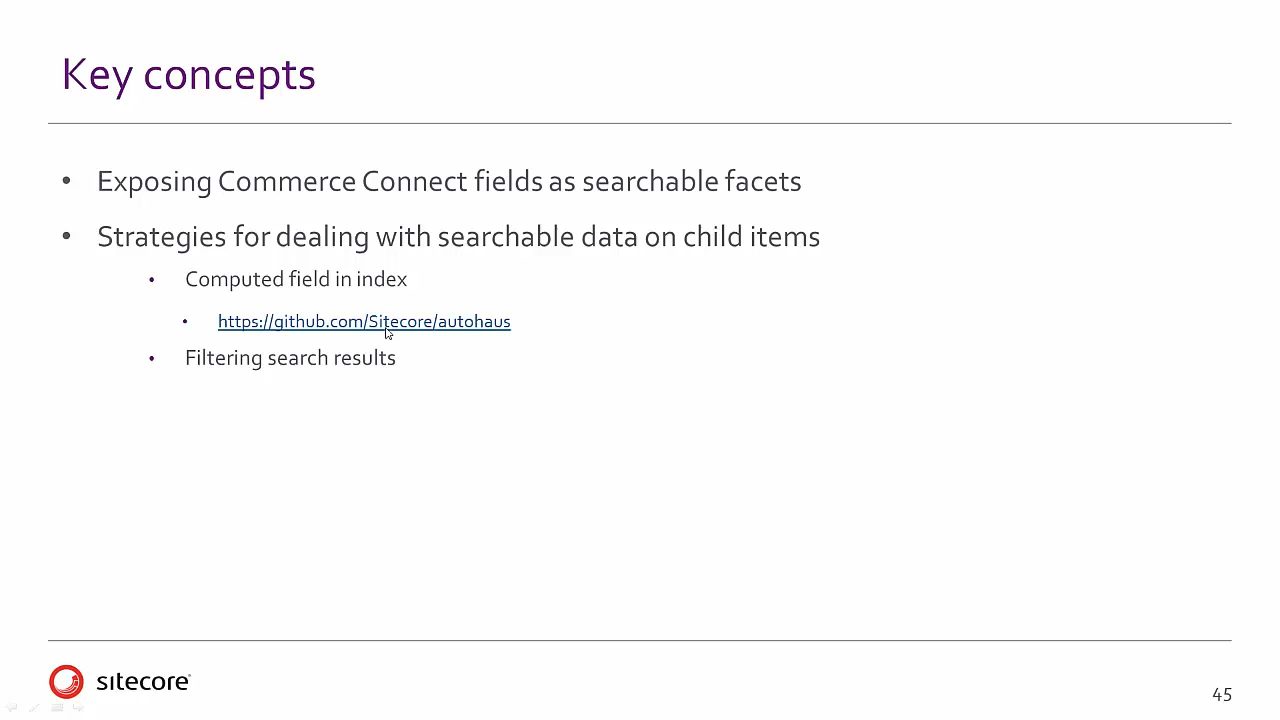 Key concepts
• Exposing Commerce Connect fields as searchable facets
• Strategies for dealing with searchable data on child items
• Computed field in index
• https://github.com/Sitecore/autohaus
• Filtering search results
sitecore®
45